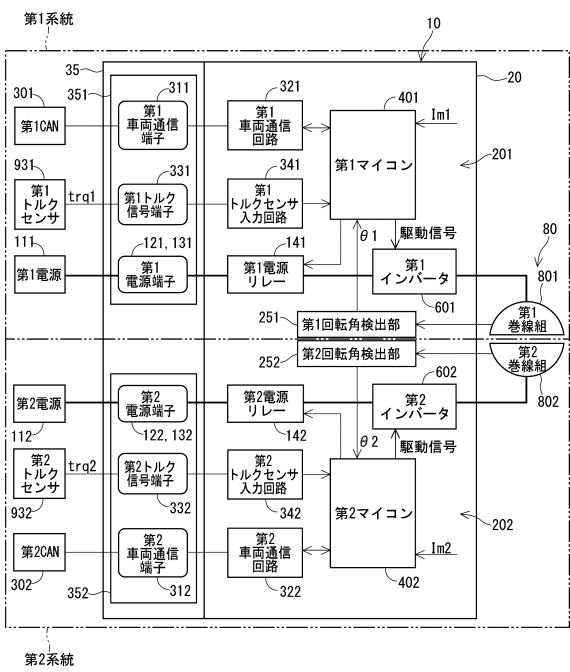 第1系統
10
35
20
351
311
321
301
401
第1CAN
第1
車両通信
端子
第1
車両通信
回路
Im1
第1マイコン
931
331
341
201
第1
トルク
センサ
trq1
第1トルク
信号端子
第1
トルクセンサ
入力回路
111
121, 131
141
θ1
駆動信号
80
第1電源
第1
電源端子
第1電源
リレー
第1
インバータ
801
601
251
第1回転角検出部
第1
巻線組
252
第2回転角検出部
第2
巻線組
602
802
第2電源
第2
電源端子
第2電源
リレー
第2
インバータ
112
122, 132
142
θ2
駆動信号
第2
トルク
センサ
trq2
第2トルク
信号端子
第2
トルクセンサ
入力回路
第2マイコン
932
332
342
202
第2CAN
第2
車両通信
端子
第2
車両通信
回路
Im2
302
352
312
322
402
第2系統